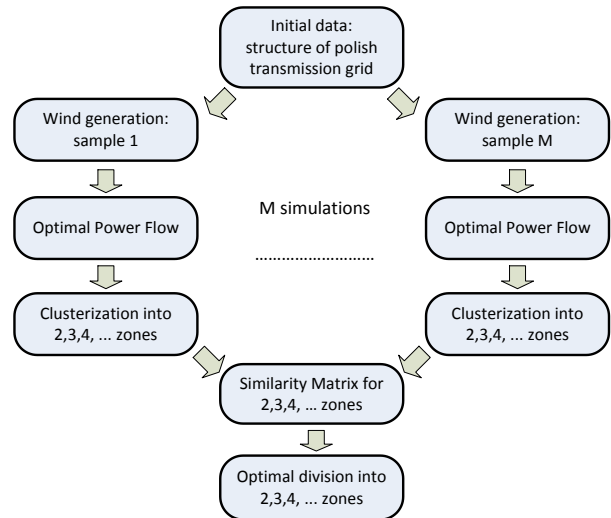 Initial data:
structure of polish
transmission grid
Wind generation:
sample 1
Wind generation:
sample M
Optimal Power Flow
M simulations
Optimal Power Flow
………………………
Clusterization into
2,3,4, ... zones
Clusterization into
2,3,4, ... zones
Similarity Matrix for
2,3,4, … zones
Optimal division into
2,3,4, ... zones